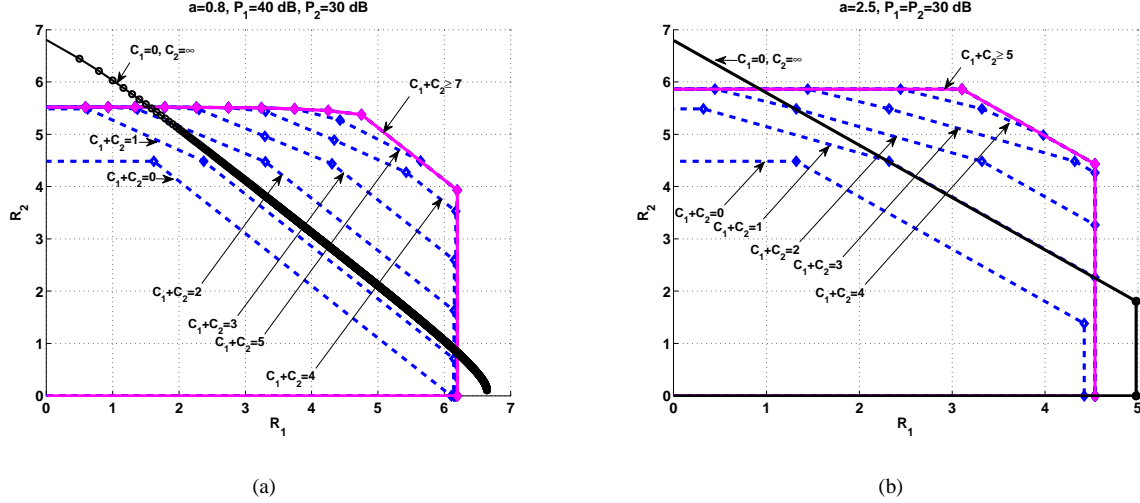 a=0.8, P₁=40 dB, P₂=30 dB
7
6
5
4
3
2
1
0
R₂
C₁=0, C₂=∞
C₁+C₂≥ 7
C₁+C₂=1
C₁+C₂=0
C₁+C₂=2
C₁+C₂=3
C₁+C₂=5
C₁+C₂=4
0 1 2 3 4 5 6 7
R₁
(a)
a=2.5, P₁=P₂=30 dB
7
6
5
4
3
2
1
0
R₂
C₁=0, C₂=∞
C₁+C₂≥ 5
C₁+C₂=0
C₁+C₂=1
C₁+C₂=2
C₁+C₂=3
C₁+C₂=4
0 1 2 3 4 5
R₁
(b)